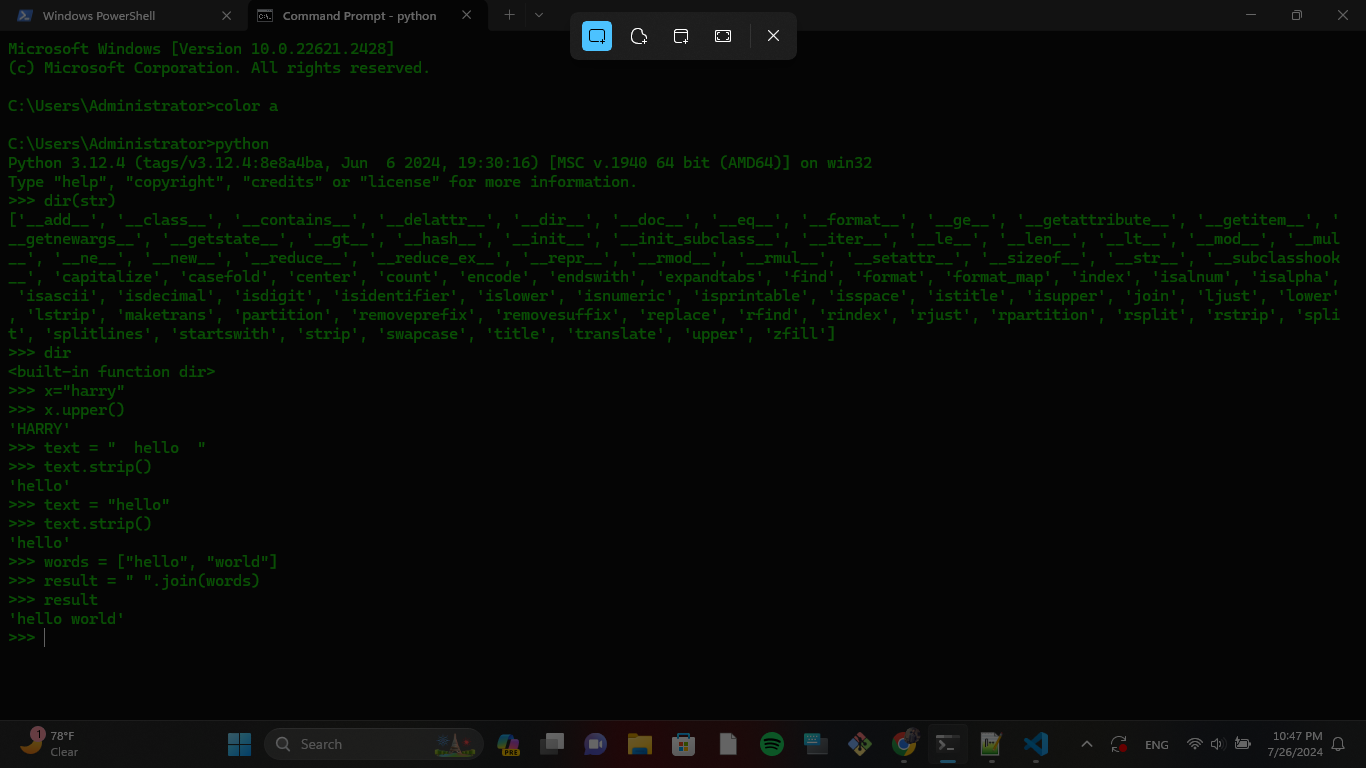 Windows PowerShell
Command Prompt - python
Microsoft Windows [Version 10.0.22621.2428]
(c) Microsoft Corporation. All rights reserved.
C:\Users\Administrator>color a
C:\Users\Administrator>python
Python 3.12.4 (tags/v3.12.4:8e8a4ba, Jun  6 2024, 19:30:16) [MSC v.1940 64 bit (AMD64)] on win32
Type "help", "copyright", "credits" or "license" for more information.
>>> dir(str)
['__add__', '__class__', '__contains__', '__delattr__', '__dir__', '__doc__', '__eq__', '__format__', '__ge__', '__getattribute__', '__getitem__', '
__getnewargs__', '__getstate__', '__gt__', '__hash__', '__init__', '__init_subclass__', '__iter__', '__le__', '__len__', '__lt__', '__mod__', '__mul
__', '__ne__', '__new__', '__reduce__', '__reduce_ex__', '__repr__', '__rmod__', '__rmul__', '__setattr__', '__sizeof__', '__str__', '__subclasshook
__', 'capitalize', 'casefold', 'center', 'count', 'encode', 'endswith', 'expandtabs', 'find', 'format', 'format_map', 'index', 'isalnum', 'isalpha',
 'isascii', 'isdecimal', 'isdigit', 'isidentifier', 'islower', 'isnumeric', 'isprintable', 'isspace', 'istitle', 'isupper', 'join', 'ljust', 'lower'
, 'lstrip', 'maketrans', 'partition', 'removeprefix', 'removesuffix', 'replace', 'rfind', 'rindex', 'rjust', 'rpartition', 'rsplit', 'rstrip', 'spli
t', 'splitlines', 'startswith', 'strip', 'swapcase', 'title', 'translate', 'upper', 'zfill']
>>> dir
<built-in function dir>
>>> x="harry"
>>> x.upper()
'HARRY'
>>> text = "  hello  "
>>> text.strip()
'hello'
>>> text = "hello"
>>> text.strip()
'hello'
>>> words = ["hello", "world"]
>>> result = " ".join(words)
>>> result
'hello world'
>>>
1
78°F
Clear
Search
PRE
ENG
10:47 PM
7/26/2024